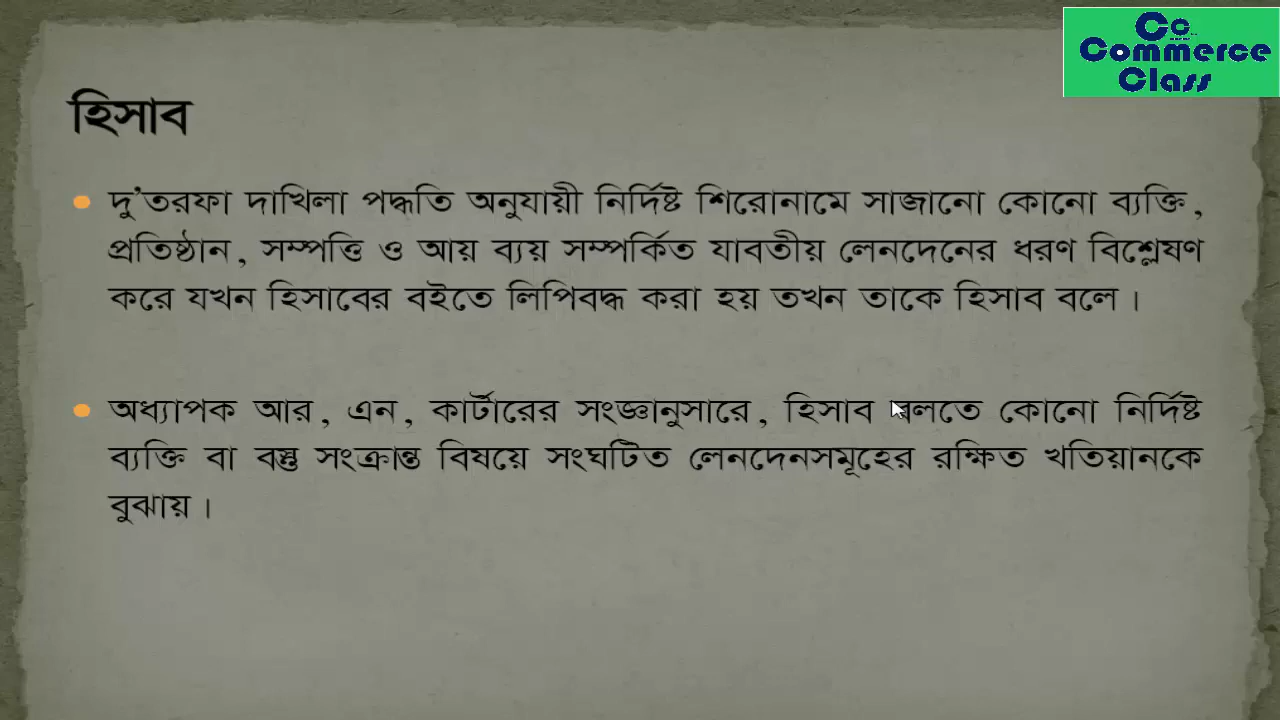 Co
Commerce
Class
হিসাব
দু'তরফা দাখিলা পদ্ধতি অনুযায়ী নির্দিষ্ট শিরোনামে সাজানো কোনো ব্যক্তি,
প্রতিষ্ঠান, সম্পত্তি ও আয় ব্যয় সম্পর্কিত যাবতীয় লেনদেনের ধরণ বিশ্লেষণ
করে যখন হিসাবের বইতে লিপিবদ্ধ করা হয় তখন তাকে হিসাব বলে।
অধ্যাপক আর, এন, কার্টারের সংজ্ঞানুসারে, হিসাব বলতে কোনো নির্দিষ্ট
ব্যক্তি বা বস্তু সংক্রান্ত বিষয়ে সংঘটিত লেনদেনসমূহের রক্ষিত খতিয়ানকে
বুঝায়।